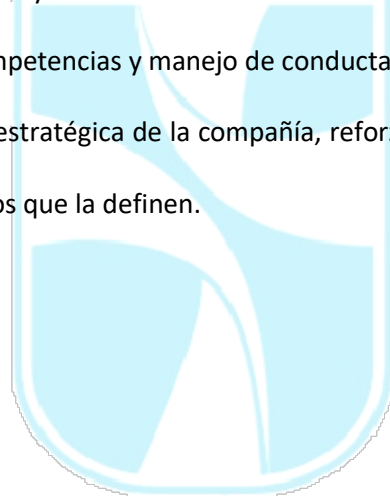 mpetencias y manejo de conducta
estratégica de la compañía, refor
os que la definen.